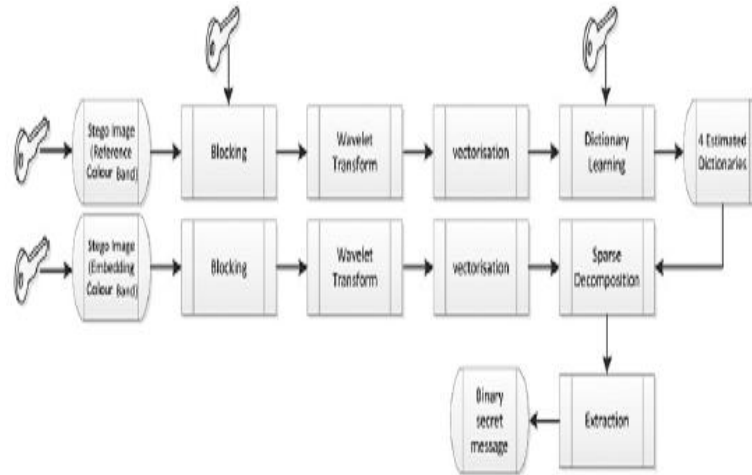 Stego Image
(Reference
Colour Band)
Blocking
Wavelet
Transform
vectorisation
Dictionary
Learning
4 Estimated
Dictionaries
Stego Image
(Embedding
Colour Band)
Blocking
Wavelet
Transform
vectorisation
Sparse
Decomposition
Binary
secret
message
Extraction